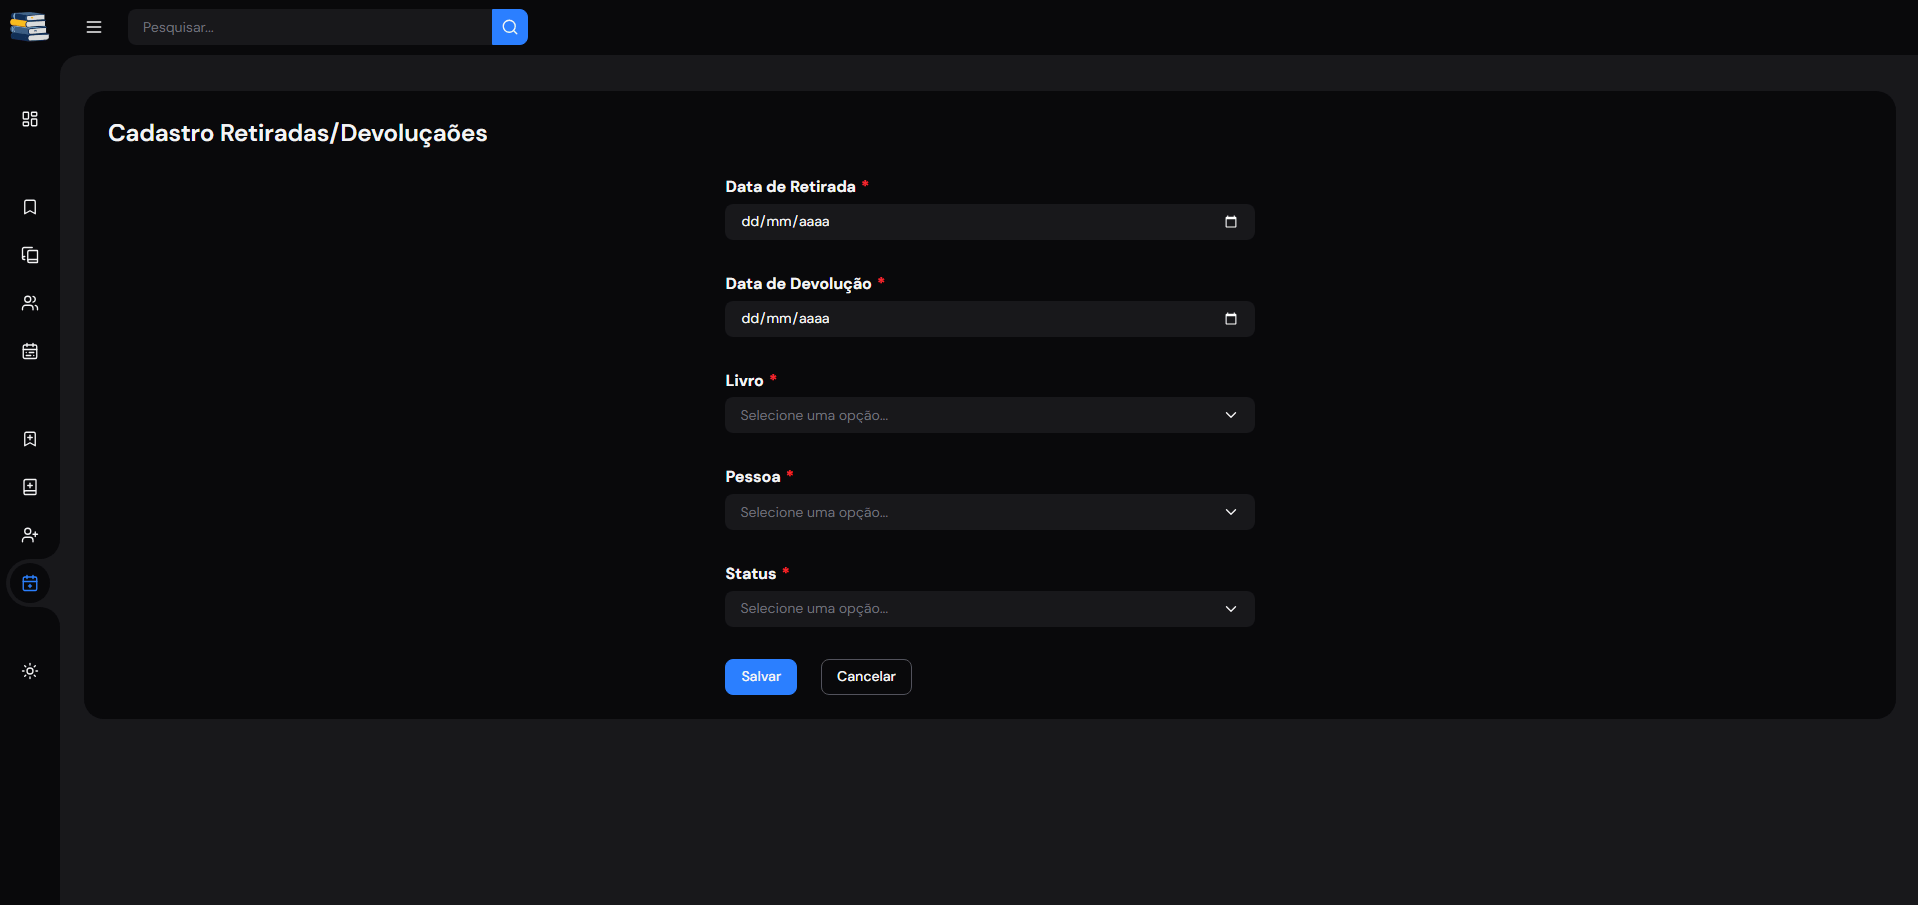 Pesquisar...
Cadastro Retiradas/Devoluçaões
Data de Retirada *
dd/mm/aaaa
Data de Devolução *
dd/mm/aaaa
Livro *
Selecione uma opção...
Pessoa *
Selecione uma opção...
Status *
Selecione uma opção...
Salvar Cancelar